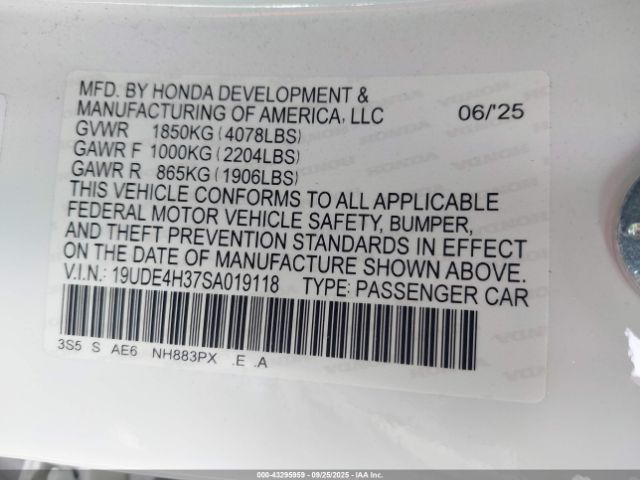 MFD. BY HONDA DEVELOPMENT &
MANUFACTURING OF AMERICA, LLC 06/'25
GVWR 1850KG (4078LBS)
GAWR F 1000KG (2204LBS)
GAWR R 865KG (1906LBS)
THIS VEHICLE CONFORMS TO ALL APPLICABLE
FEDERAL MOTOR VEHICLE SAFETY, BUMPER,
AND THEFT PREVENTION STANDARDS IN EFFECT
ON THE DATE OF MANUFACTURE SHOWN ABOVE.
V.I.N.: 19UDE4H37SA019118 TYPE: PASSENGER CAR
3S5 S AE6 NH883PX .E .A
000-43295959 | 09/25/2025 | IAA Inc.